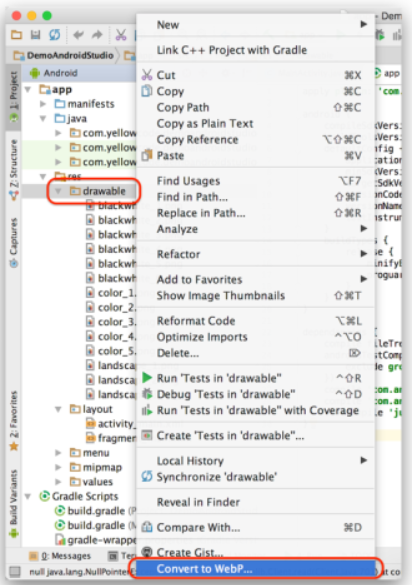 New
Link C++ Project with Gradle
Cut ⌘X
Copy ⌘C
Copy Path ⇧⌘C
Copy as Plain Text
Copy Reference ⌥⇧⌘C
Paste ⌘V
Find Usages ⌥F7
Find in Path... ⇧⌘F
Replace in Path... ⇧⌘R
Analyze
Refactor
Add to Favorites
Show Image Thumbnails ⇧⌘T
Reformat Code ⌥⌘L
Optimize Imports ^⌥O
Delete... ⌦
Run 'Tests in 'drawable'' ^⇧R
Debug 'Tests in 'drawable'' ^⇧D
Run 'Tests in 'drawable'' with Coverage
Create 'Tests in 'drawable''...
Local History
Synchronize 'drawable'
Reveal in Finder
Compare With... ⌘D
Create Gist...
Convert to WebP...
DemoAndroidStudio
Android
app
manifests
java
com.yellow
com.yellow
com.yellow
res
drawable
blackwh
blackwh
blackwh
blackwh
color_1.
color_2.
color_3.
color_4.
color_5.
landsca
landsca
landsca
layout
activity_
fragmen
menu
mipmap
values
Gradle Scripts
build.gradle (P
build.gradle (M
gradle-wrappe
0: Messages
null java.lang.NullPointerE
1: Project
Z: Structure
Captures
2: Favorites
Build Variants
Dem
app